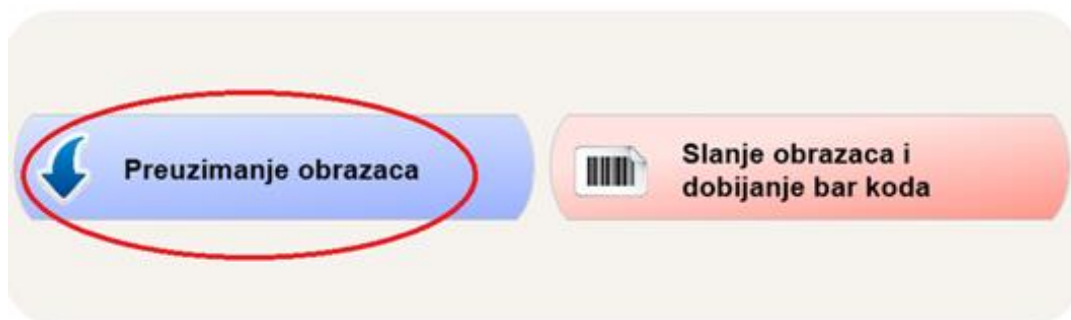 Preuzimanje obrazaca
Slanje obrazaca i
dobijanje bar koda